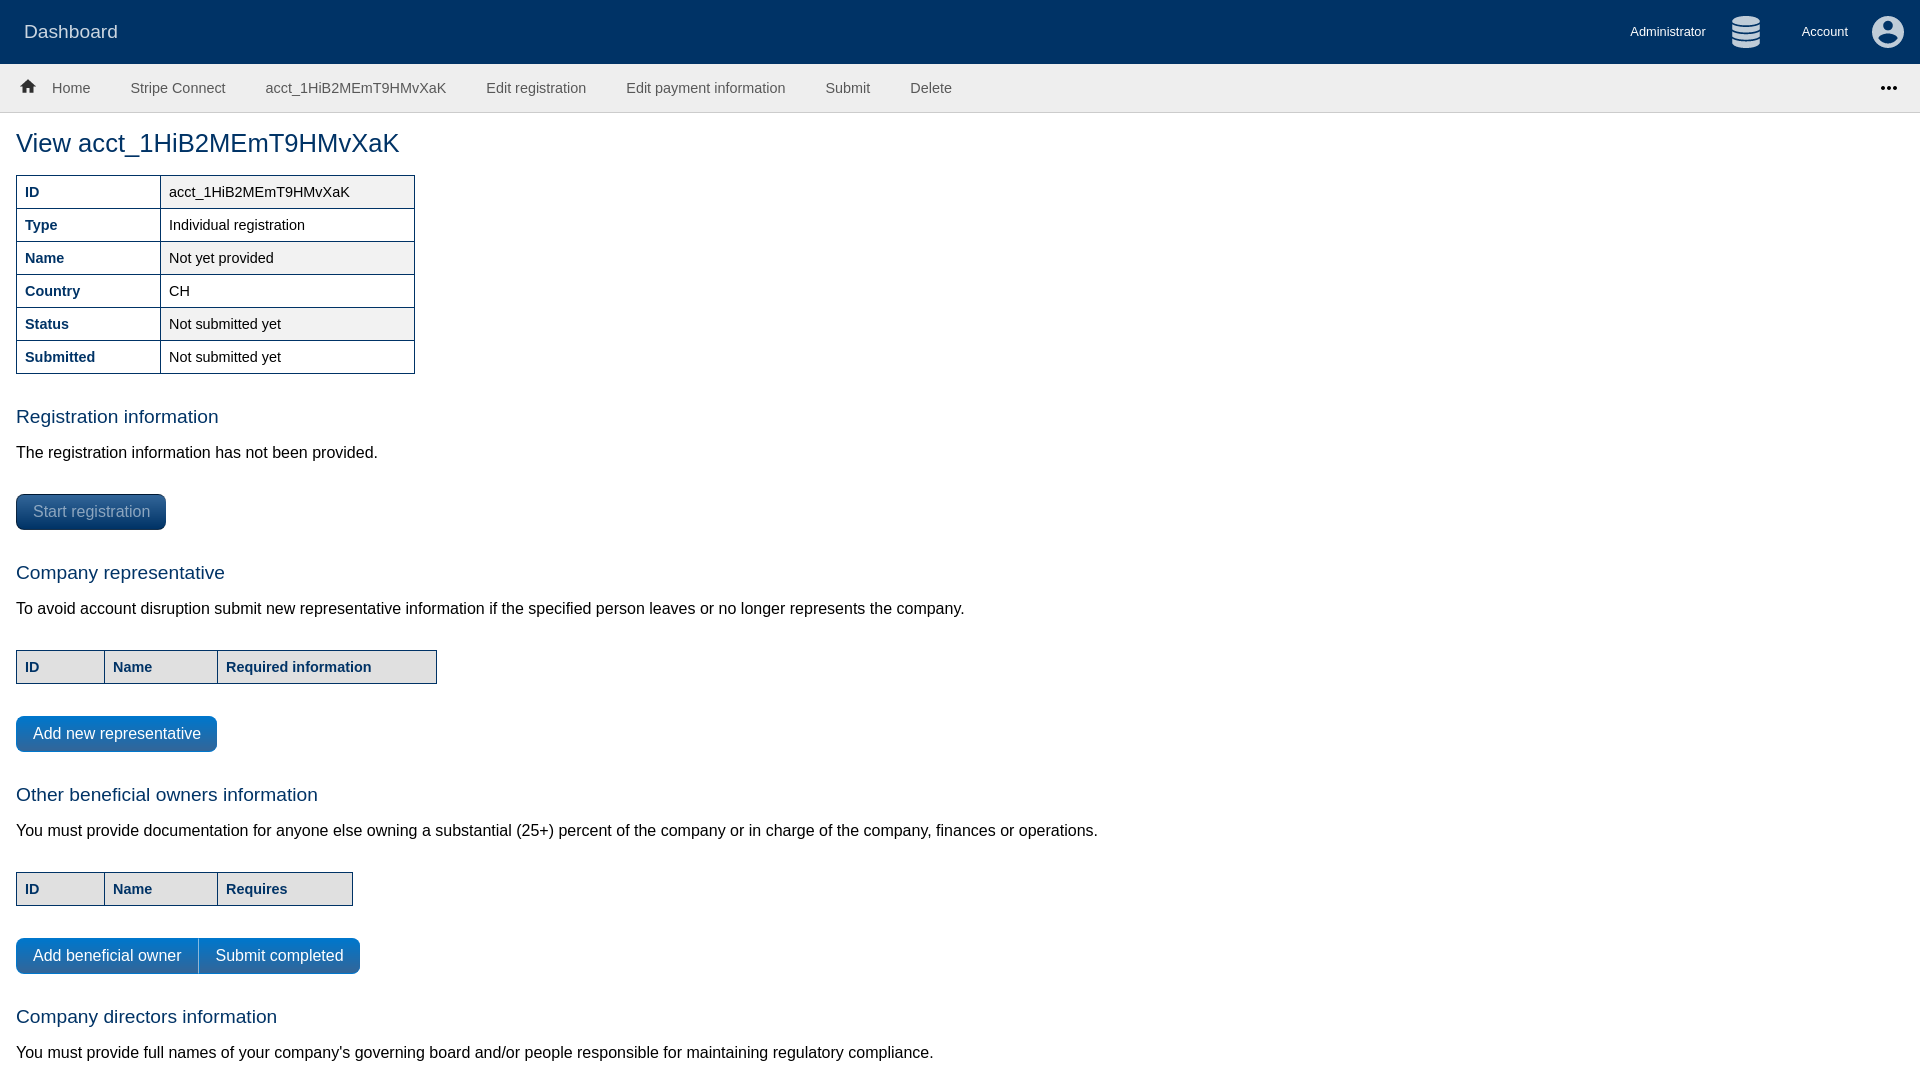 Dashboard
Administrator
Account
Home
Stripe Connect
acct_1HiB2MEmT9HMvXaK
Edit registration
Edit payment information
Submit
Delete
View acct_1HiB2MEmT9HMvXaK
ID acct_1HiB2MEmT9HMvXaK
Type Individual registration
Name Not yet provided
Country CH
Status Not submitted yet
Submitted Not submitted yet
Registration information
The registration information has not been provided.
Start registration
Company representative
To avoid account disruption submit new representative information if the specified person leaves or no longer represents the company.
ID Name Required information
Add new representative
Other beneficial owners information
You must provide documentation for anyone else owning a substantial (25+) percent of the company or in charge of the company, finances or operations.
ID Name Requires
Add beneficial owner Submit completed
Company directors information
You must provide full names of your company's governing board and/or people responsible for maintaining regulatory compliance.